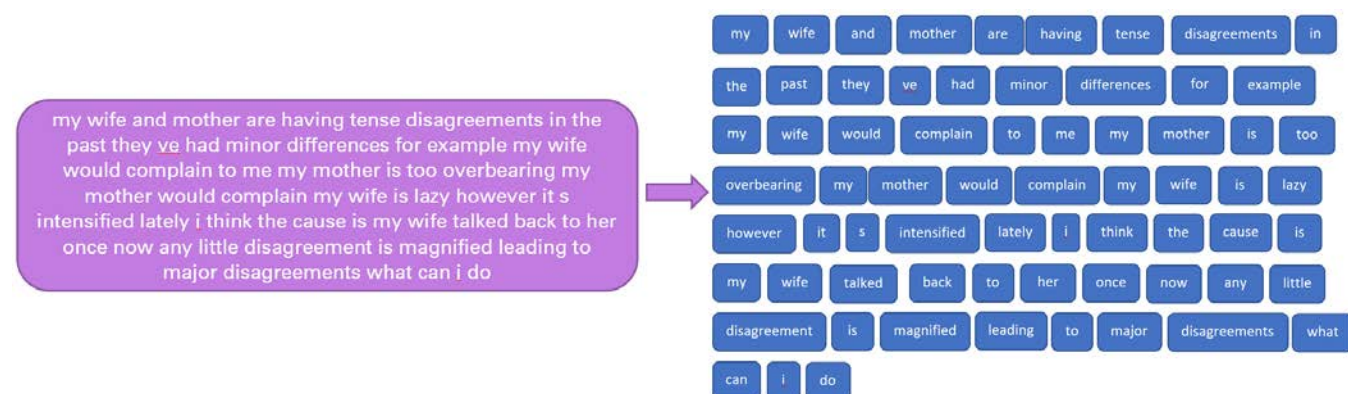 my wife and mother are having tense disagreements in the
past they ve had minor differences for example my wife
would complain to me my mother is too overbearing my
mother would complain my wife is lazy however it s
intensified lately i think the cause is my wife talked back to her
once now any little disagreement is magnified leading to
major disagreements what can i do
my wife and mother are having tense disagreements in
the past they ve had minor differences for example
my wife would complain to me my mother is too
overbearing my mother would complain my wife is lazy
however it s intensified lately i think the cause is
my wife talked back to her once now any little
disagreement is magnified leading to major disagreements what
can i do